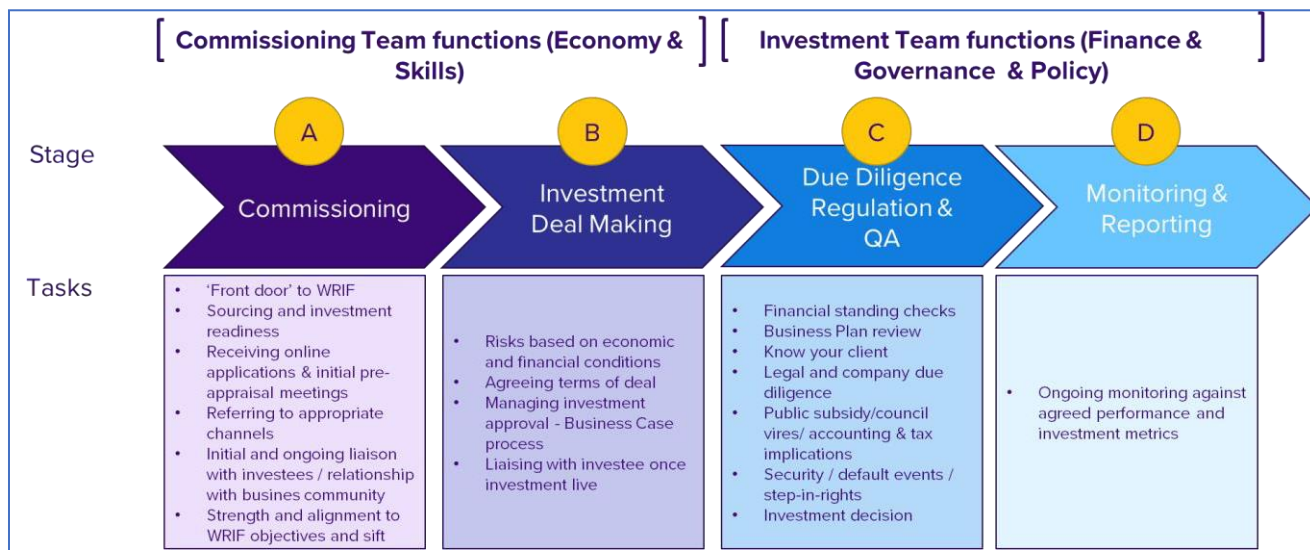 Commissioning Team functions (Economy &
Skills)
Investment Team functions (Finance &
Governance & Policy)
Stage
A
B
C
D
Commissioning
Investment
Deal Making
Due Diligence
Regulation &
QA
Monitoring &
Reporting
Tasks
• 'Front door' to WRIF
• Sourcing and investment
readiness
• Receiving online
applications & initial pre-
appraisal meetings
• Referring to appropriate
channels
• Initial and ongoing liaison
with investees / relationship
with busines community
• Strength and alignment to
WRIF objectives and sift
• Risks based on economic
and financial conditions
• Agreeing terms of deal
• Managing investment
approval - Business Case
process
• Liaising with investee once
investment live
• Financial standing checks
• Business Plan review
• Know your client
• Legal and company due
diligence
• Public subsidy/council
vires/ accounting & tax
implications
• Security / default events /
step-in-rights
• Investment decision
• Ongoing monitoring against
agreed performance and
investment metrics